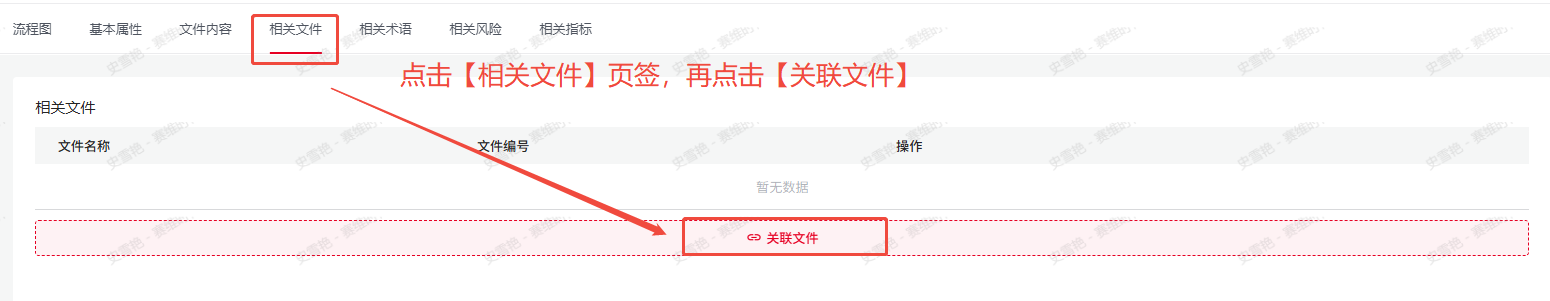 流程图 基本属性 文件内容 相关文件 相关术语 相关风险 相关指标
点击【相关文件】页签，再点击【关联文件】
相关文件
文件名称 文件编号 操作
暂无数据
关联文件